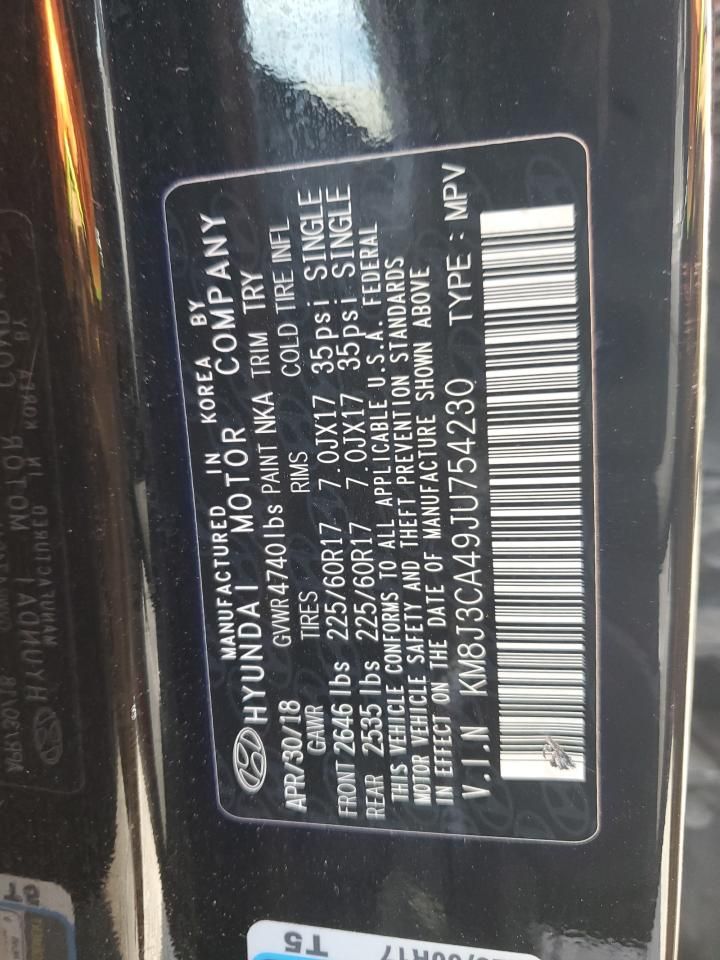 MANUFACTURED IN KOREA BY
HYUNDAI MOTOR COMPANY
APR/30/18 GVWR 4740lbs PAINT NKA TRIM TRY
GAWR TIRES RIMS COLD TIRE INFL
FRONT 2646 lbs 225/60R17 7.0JX17 35psi SINGLE
REAR 2535 lbs 225/60R17 7.0JX17 35psi SINGLE
THIS VEHICLE CONFORMS TO ALL APPLICABLE U.S.A. FEDERAL
MOTOR VEHICLE SAFETY AND THEFT PREVENTION STANDARDS
IN EFFECT ON THE DATE OF MANUFACTURE SHOWN ABOVE
V.I.N KM8J3CA49JU754230 TYPE : MPV
T5